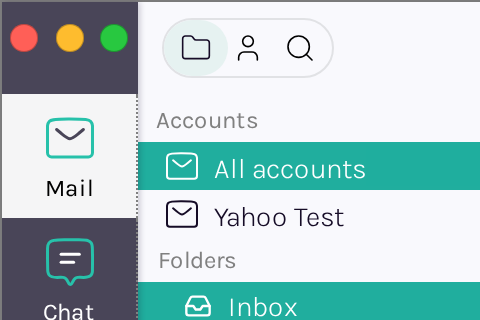 Accounts
All accounts
Mail
Yahoo Test
Folders
Inbox
Chat